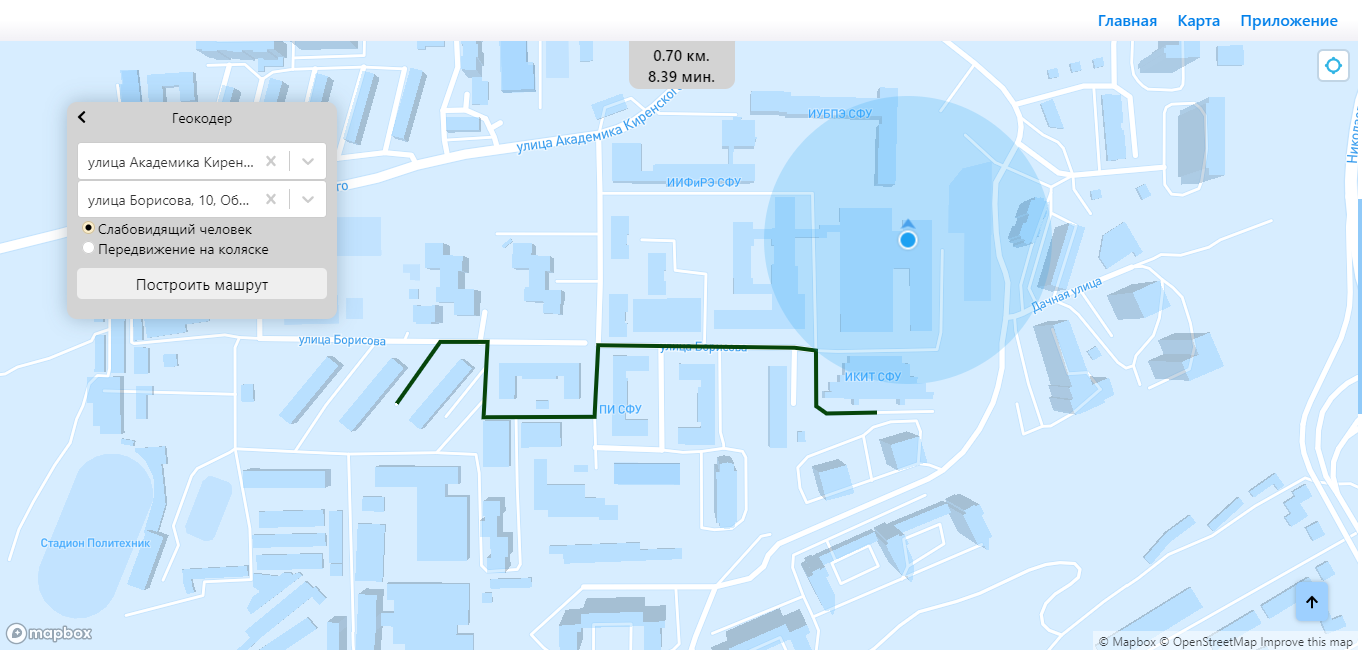 Главная Карта Приложение
0.70 км.
8.39 мин.
Геокодер
улица Академика Кирен...
улица Борисова, 10, Об...
Слабовидящий человек
Передвижение на коляске
Построить машрут
улица Академика Киренского
го
ИУБПЭ СФУ
ИИФиРЭ СФУ
Дачная улица
улица Борисова
улица Борисова
ИКИТ СФУ
ПИ СФУ
Стадион Политехник
mapbox
© Mapbox © OpenStreetMap Improve this map